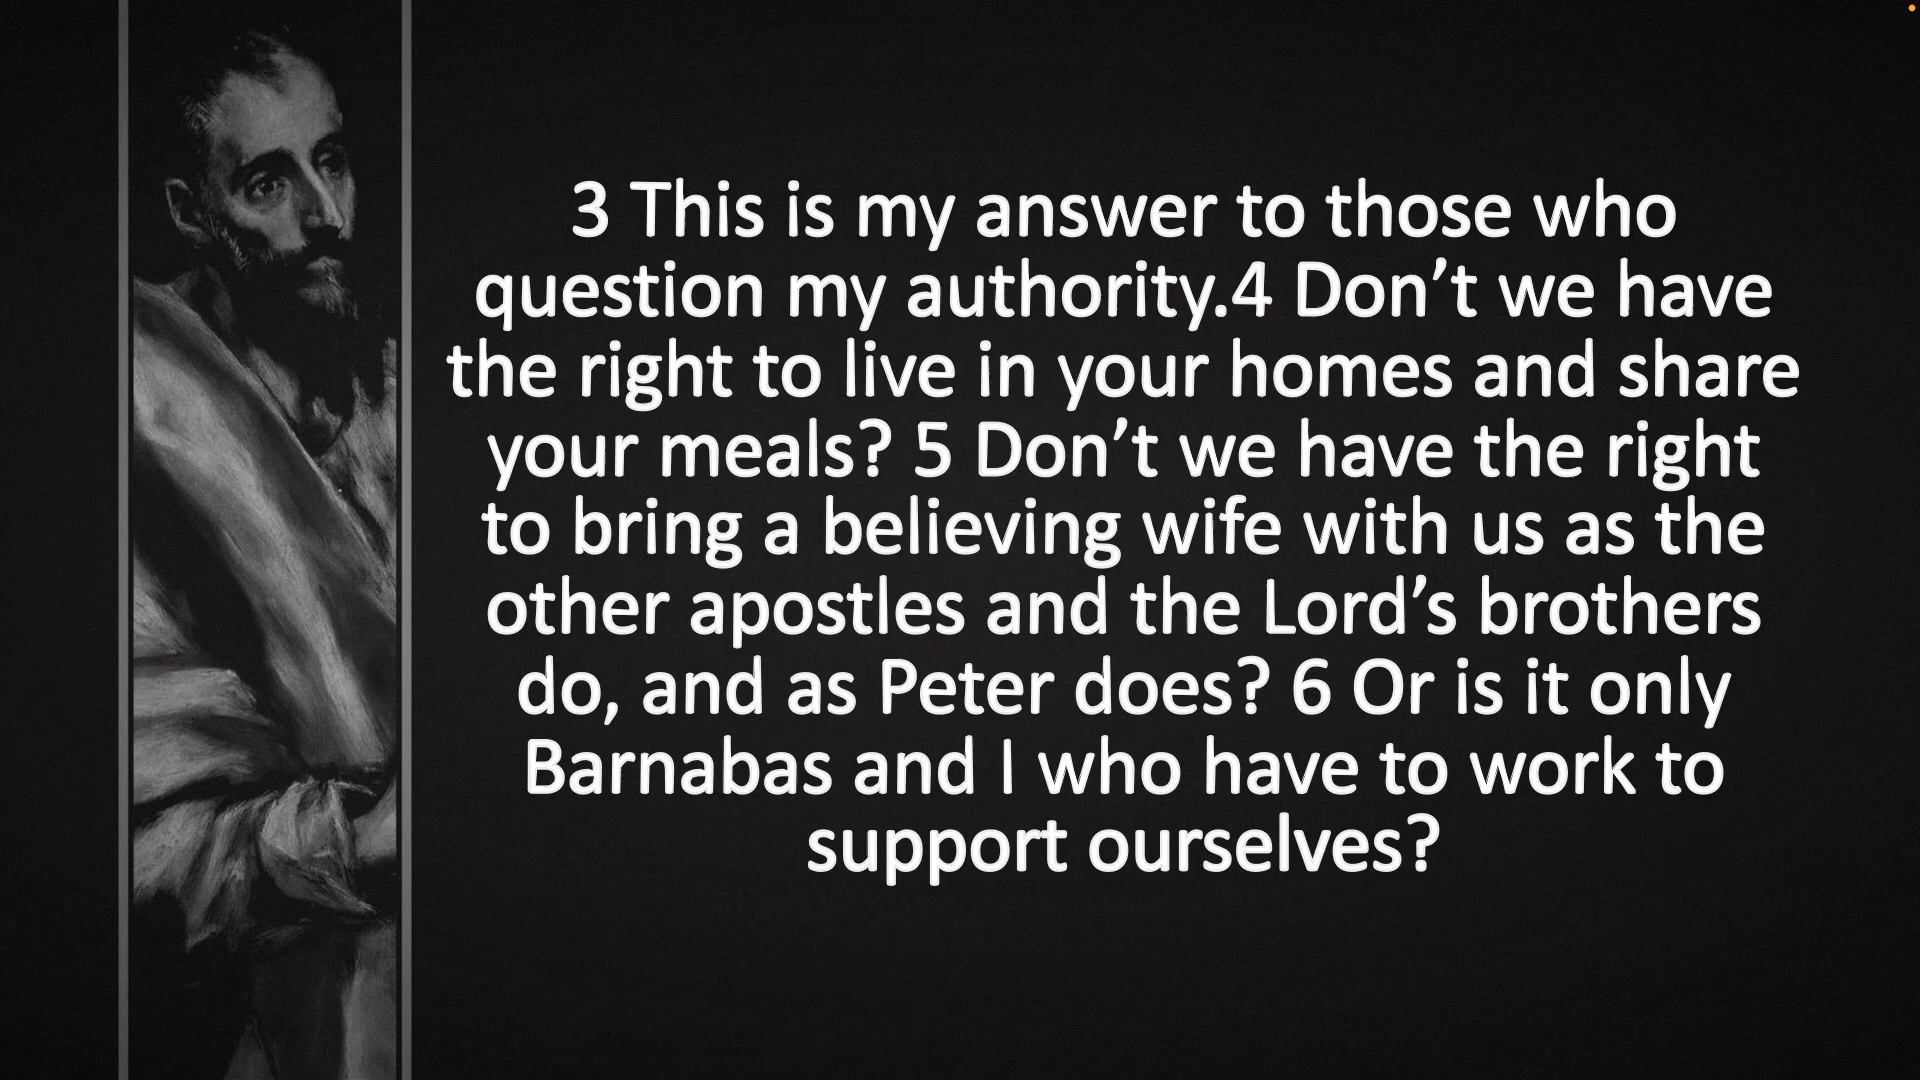 3 This is my answer to those who
question my authority.4 Don’t we have
the right to live in your homes and share
your meals? 5 Don’t we have the right
to bring a believing wife with us as the
other apostles and the Lord’s brothers
do, and as Peter does? 6 Or is it only
Barnabas and I who have to work to
support ourselves?